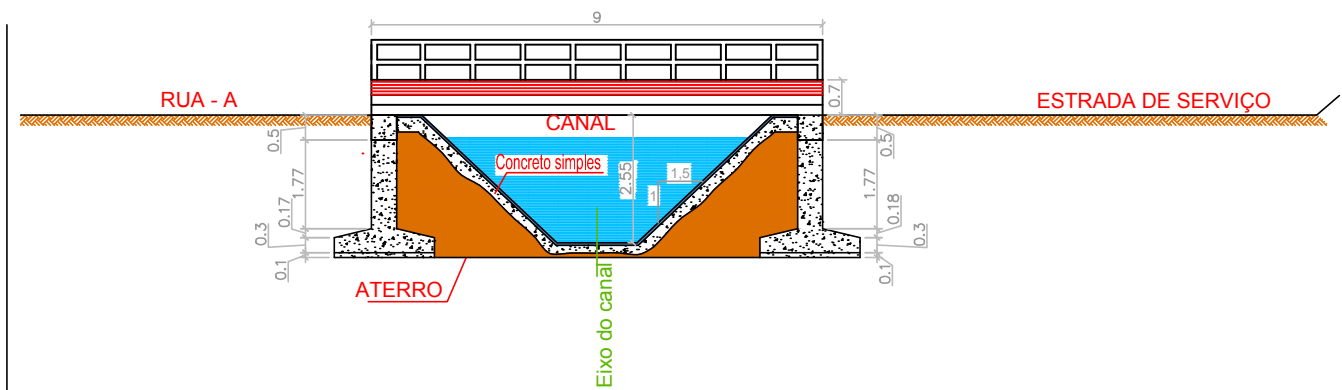 9
0.7
RUA - A
ESTRADA DE SERVIÇO
CANAL
0.5
0.5
Concreto simples
2.55
1,5
1
1.77
1.77
0.17
0.18
0.3
0.3
0.1
0.1
ATERRO
Eixo do canal